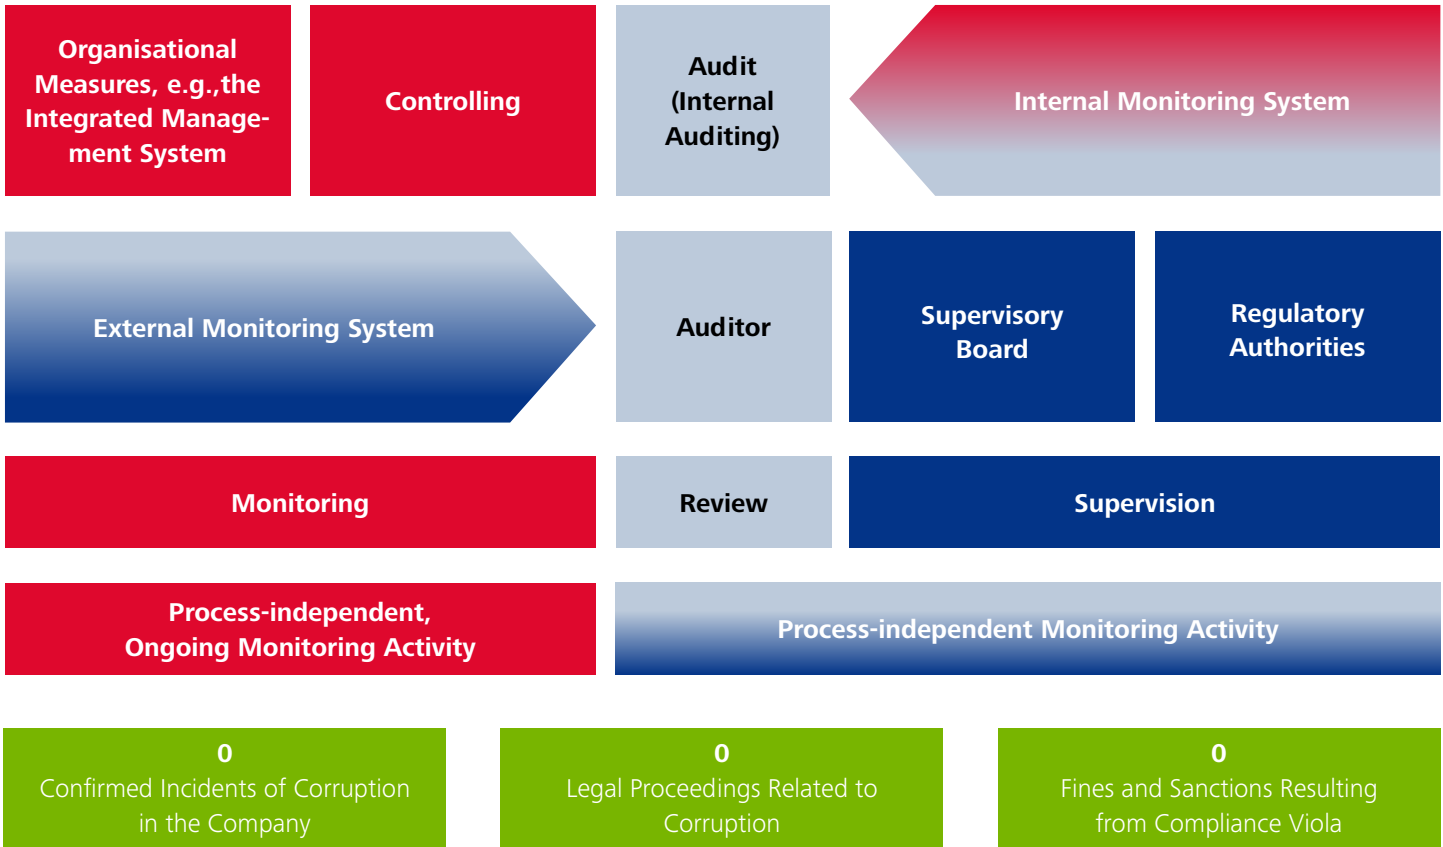 Organisational
Measures, e.g.,the
Integrated Manage-
ment System
Controlling
Audit
(Internal
Auditing)
Internal Monitoring System
External Monitoring System
Auditor
Supervisory
Board
Regulatory
Authorities
Monitoring
Review
Supervision
Process-independent,
Ongoing Monitoring Activity
Process-independent Monitoring Activity
0
Confirmed Incidents of Corruption
in the Company
0
Legal Proceedings Related to
Corruption
0
Fines and Sanctions Resulting
from Compliance Viola